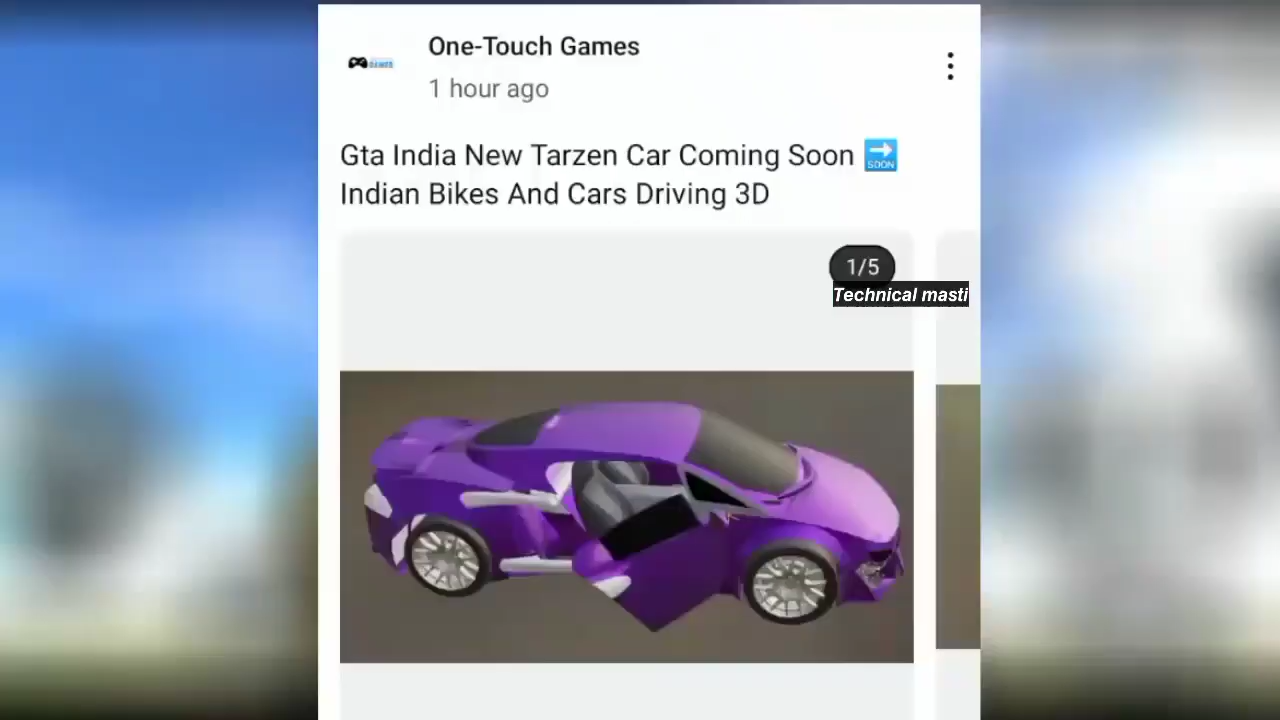 One-Touch Games
1 hour ago
Gta India New Tarzen Car Coming Soon 🔜
SOON
Indian Bikes And Cars Driving 3D
1/5
Technical masti